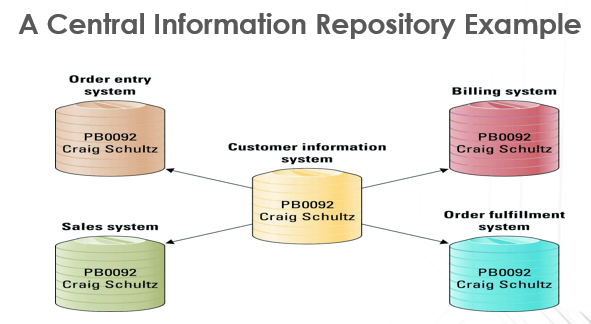 A Central Information Repository Example
Order entry
system
PB0092
Craig Schultz
Billing system
PB0092
Craig Schultz
Customer information
system
PB0092
Craig Schultz
Sales system
PB0092
Craig Schultz
Order fulfillment
system
PB0092
Craig Schultz